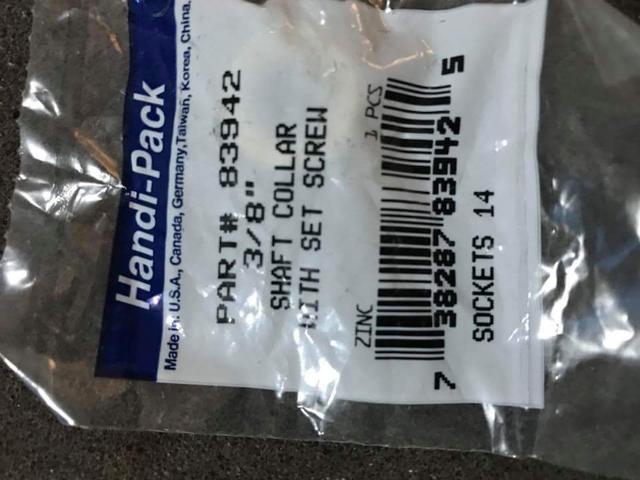 Handi-Pack
Made in: U.S.A., Canada, Germany, Taiwan, Korea, China.
PART# 83942
3/8"
SHAFT COLLAR
WITH SET SCREW
ZINC 1 PCS
7 38287 83942 5
SOCKETS 14